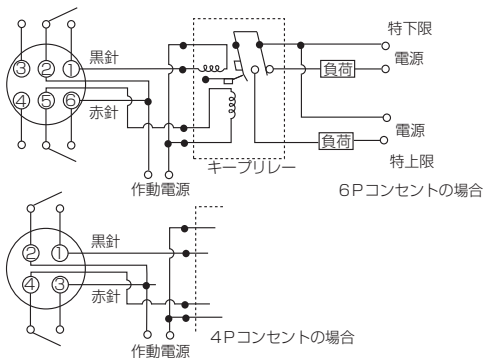 特下限
③ ② ①
黒針
電源
負荷
④ ⑤ ⑥
赤針
電源
負荷
特上限
キープリレー
作動電源
6Pコンセントの場合
② ①
黒針
④ ③
赤針
4Pコンセントの場合
作動電源